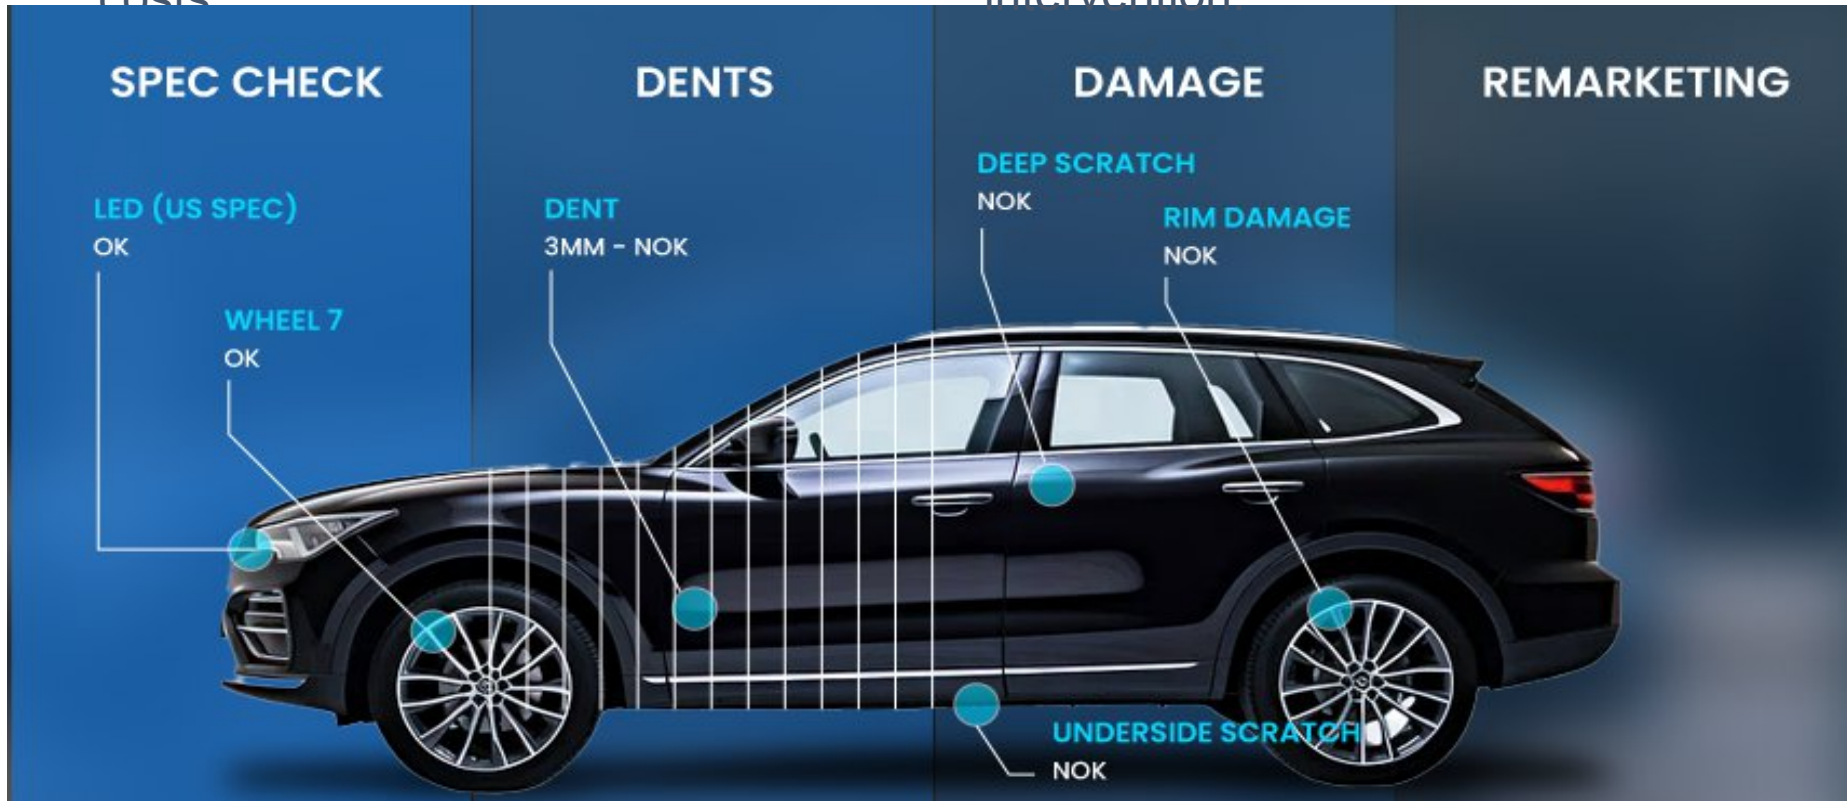 SPEC CHECK
DENTS
DAMAGE
REMARKETING
LED (US SPEC)
OK
WHEEL 7
OK
DENT
3MM - NOK
DEEP SCRATCH
NOK
RIM DAMAGE
NOK
UNDERSIDE SCRATCH
NOK